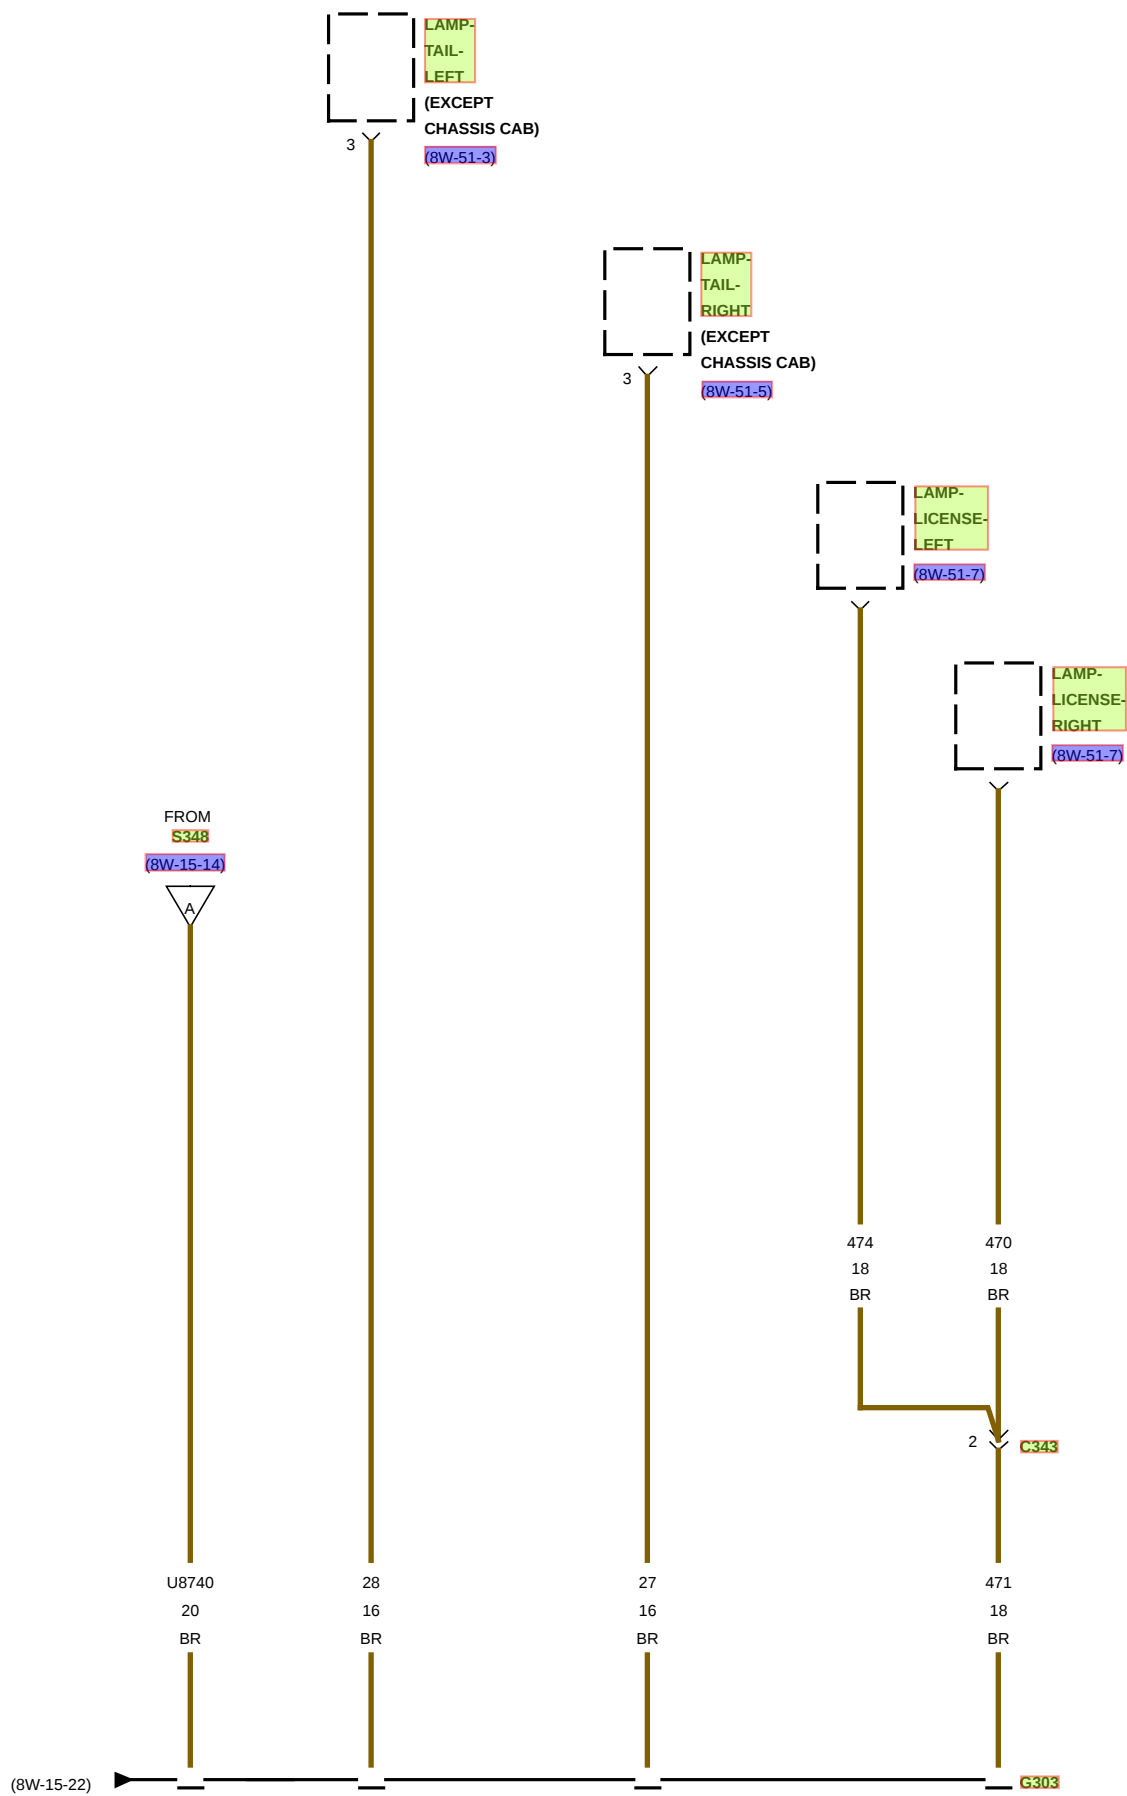 LAMP-
TAIL-
LEFT
(EXCEPT
CHASSIS CAB)
(8W-51-3)
3
LAMP-
TAIL-
RIGHT
(EXCEPT
CHASSIS CAB)
(8W-51-5)
3
LAMP-
LICENSE-
LEFT
(8W-51-7)
LAMP-
LICENSE-
RIGHT
(8W-51-7)
FROM
S348
(8W-15-14)
A
474
18
BR
470
18
BR
2
C343
U8740
20
BR
28
16
BR
27
16
BR
471
18
BR
(8W-15-22)
G303